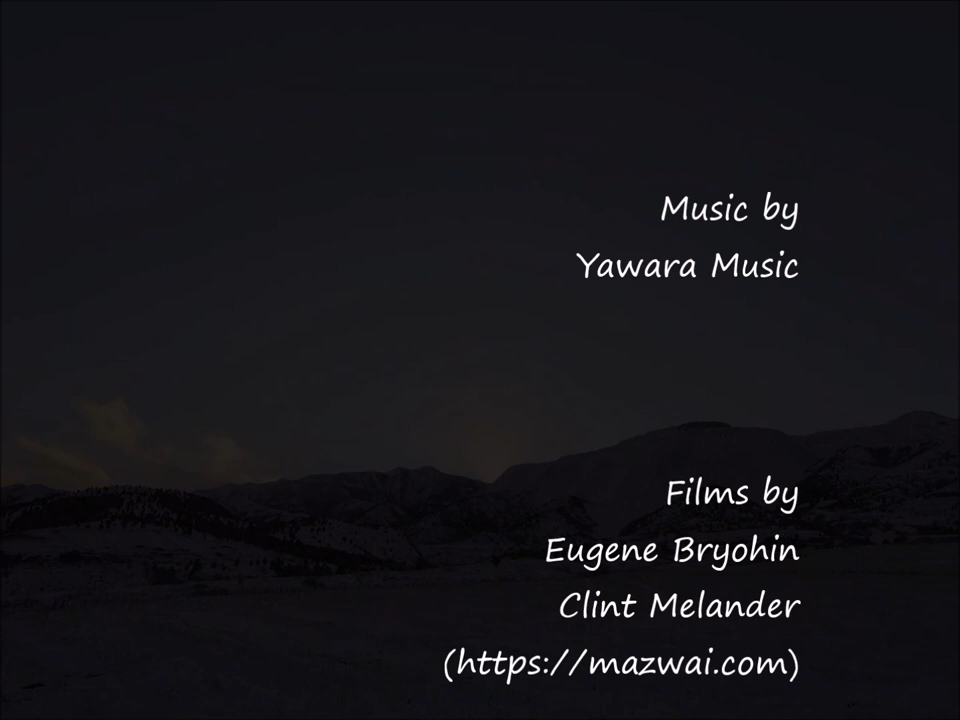 Music by
Yawara Music
Films by
Eugene Bryohin
Clint Melander
(https://mazwai.com)